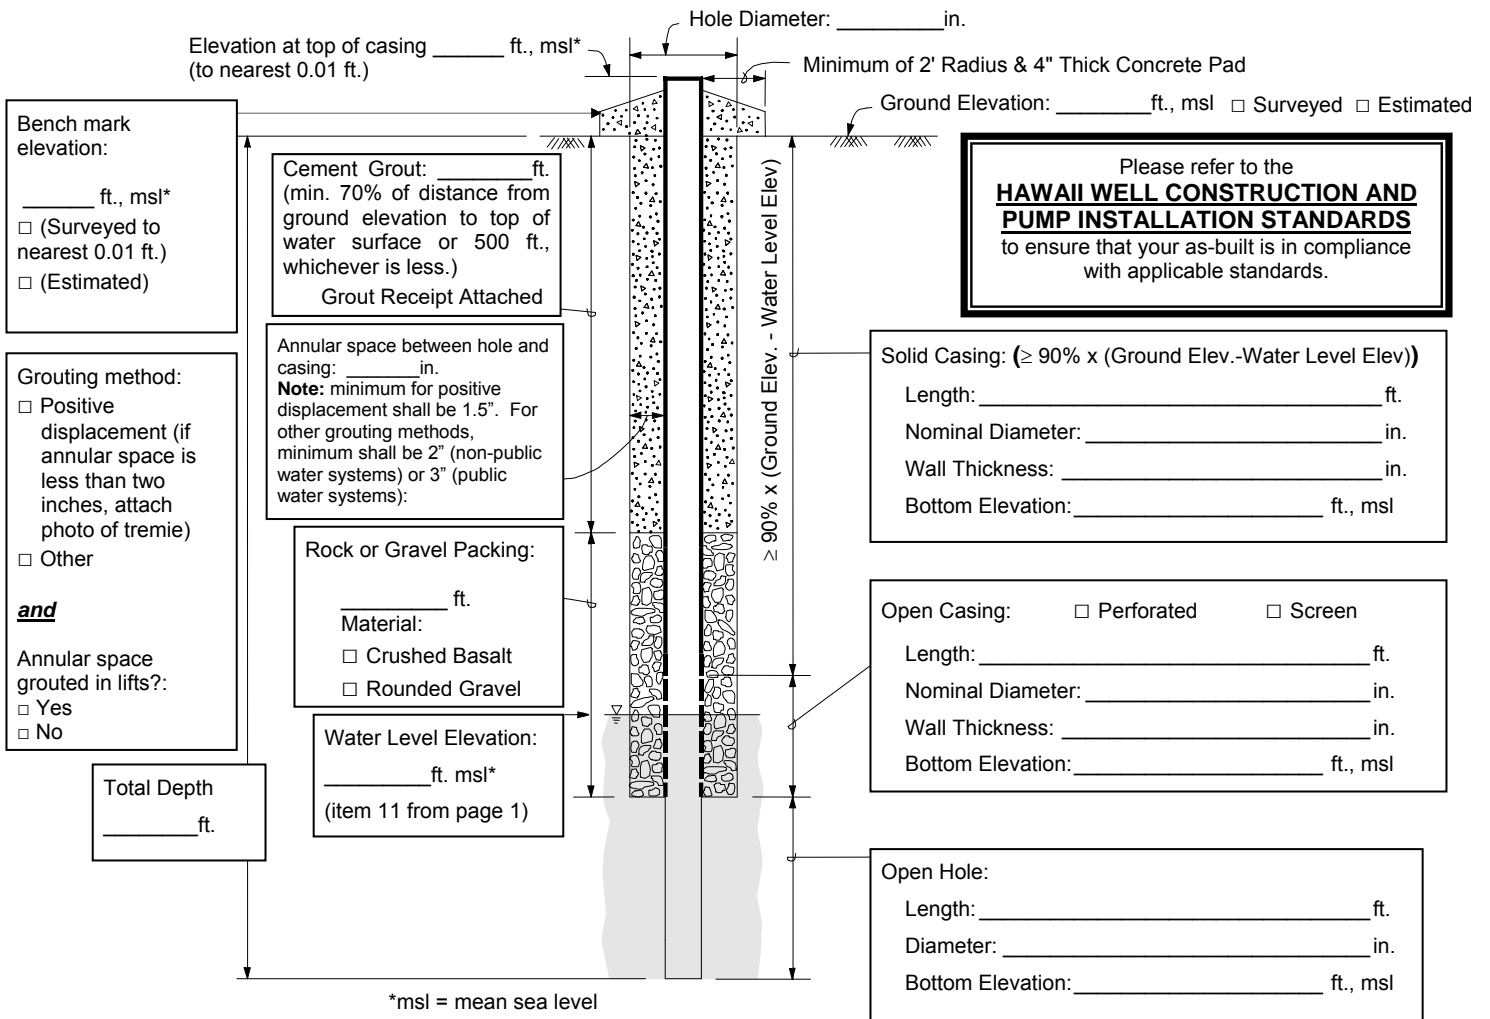 Hole Diameter: _________in.
Elevation at top of casing ______ ft., msl*
(to nearest 0.01 ft.)
Minimum of 2' Radius & 4" Thick Concrete Pad
Ground Elevation: ________ft., msl □ Surveyed □ Estimated
Bench mark
elevation:
______ ft., msl*
□ (Surveyed to
nearest 0.01 ft.)
□ (Estimated)
Cement Grout: ________ft.
(min. 70% of distance from
ground elevation to top of
water surface or 500 ft.,
whichever is less.)
Grout Receipt Attached
Please refer to the
HAWAII WELL CONSTRUCTION AND
PUMP INSTALLATION STANDARDS
to ensure that your as-built is in compliance
with applicable standards.
≥ 90% x (Ground Elev. - Water Level Elev)
Grouting method:
□ Positive
displacement (if
annular space is
less than two
inches, attach
photo of tremie)
□ Other
and
Annular space
grouted in lifts?:
□ Yes
□ No
Annular space between hole and
casing: ______in.
Note: minimum for positive
displacement shall be 1.5”. For
other grouting methods,
minimum shall be 2” (non-public
water systems) or 3” (public
water systems):
Solid Casing: (≥ 90% x (Ground Elev.-Water Level Elev))
Length:__________________________________ft.
Nominal Diameter:_________________________in.
Wall Thickness: ___________________________in.
Bottom Elevation:_____________________ ft., msl
Rock or Gravel Packing:
_________ ft.
Material:
□ Crushed Basalt
□ Rounded Gravel
Open Casing: □ Perforated □ Screen
Length:_________________________________ft.
Nominal Diameter:________________________in.
Wall Thickness: __________________________in.
Bottom Elevation:_____________________ ft., msl
Water Level Elevation:
_________ft. msl*
(item 11 from page 1)
Total Depth
________ft.
Open Hole:
Length:_________________________________ft.
Diameter: _______________________________in.
Bottom Elevation:_____________________ ft., msl
*msl = mean sea level